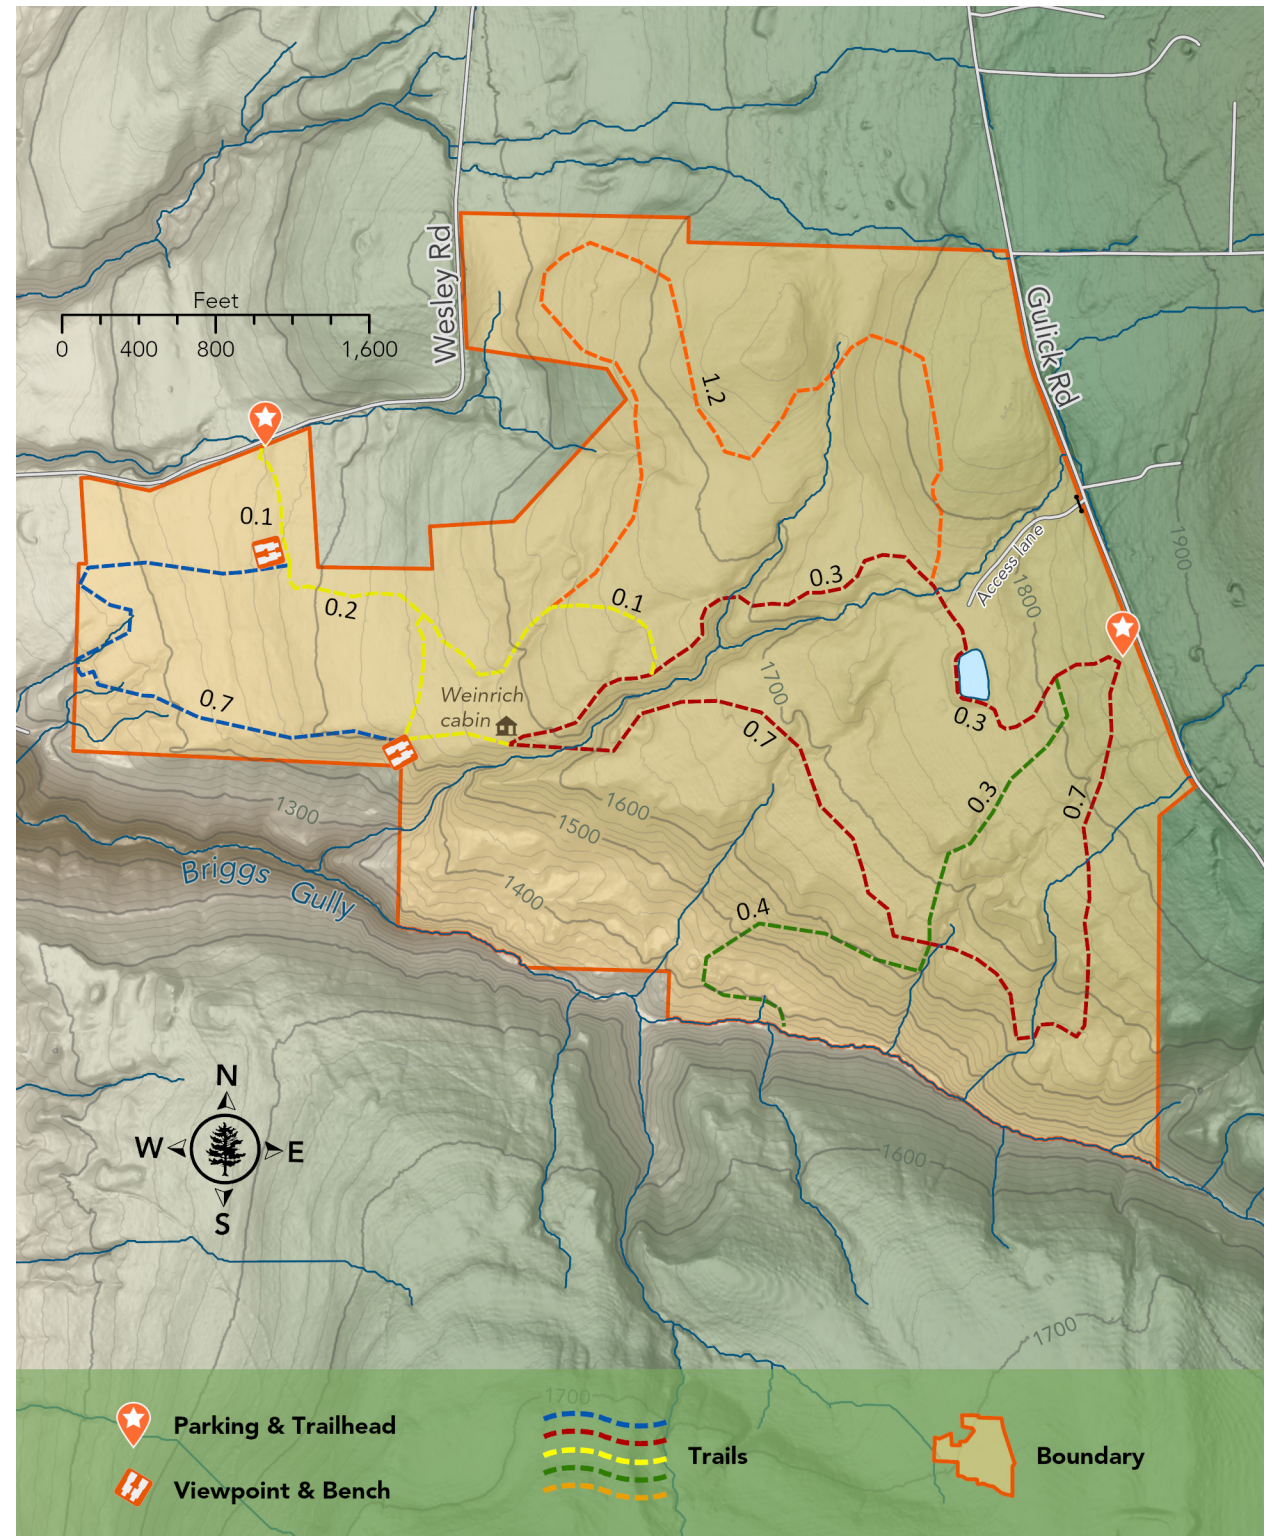 Wesley Rd
Gulick Rd
Feet
0 400 800 1,600
1.2
0.1
0.2
0.1
0.3
Access lane
1900
1800
0.7
Weinrich
cabin
1700
0.3
0.7
0.3
0.7
1300
1600
1500
1400
0.4
Briggs Gully
N
W E
S
1600
1700
1700
Parking & Trailhead
Viewpoint & Bench
Trails
Boundary